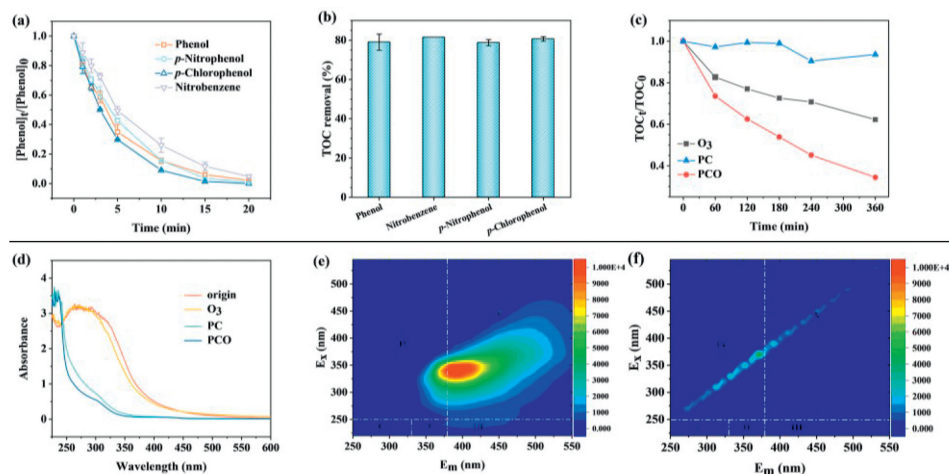 (a)
[Phenol]t/[Phenol]0
1.0
0.8
0.6
0.4
0.2
0.0
Phenol
p-Nitrophenol
p-Chlorophenol
Nitrobenzene
0 5 10 15 20
Time (min)
(b)
TOC removal (%)
100
80
60
40
20
0
Phenol
Nitrobenzene
p-Nitrophenol
p-Chlorophenol
(c)
TOCt/TOC0
1.0
0.8
0.6
0.4
O3
PC
PCO
0 60 120 180 240 300 360
Time (min)
(d)
Absorbance
4
3
2
1
0
origin
O3
PC
PCO
250 300 350 400 450 500 550 600
Wavelength (nm)
(e)
Ex (nm)
500
450
400
350
300
250
250 300 350 400 450 500 550
Em (nm)
1.000E+4
9000
8000
7000
6000
5000
4000
3000
2000
1000
0.000
(f)
Ex (nm)
500
450
400
350
300
250
250 300 350 400 450 500 550
Em (nm)
1.000E+4
9000
8000
7000
6000
5000
4000
3000
2000
1000
0.000